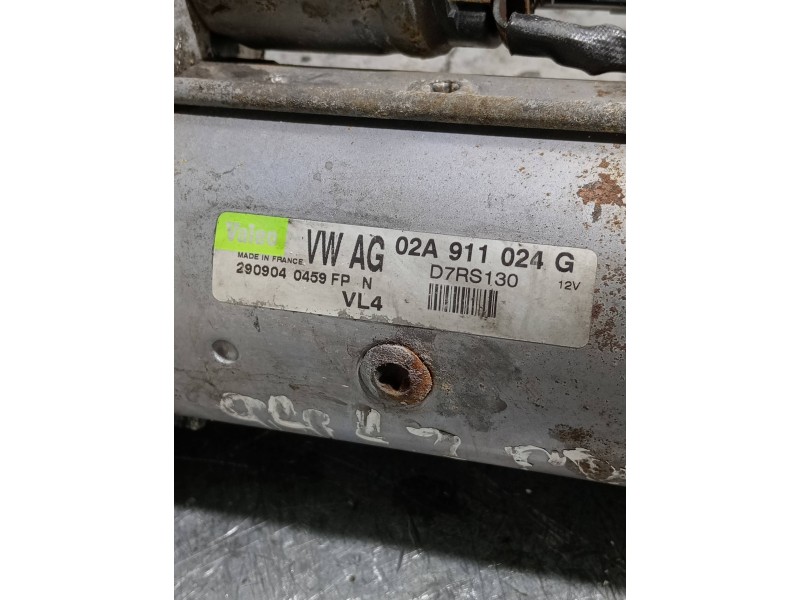 Valeo VW AG 02A 911 024 G
MADE IN FRANCE D7RS130 12V
290904 0459 FP N
VL4